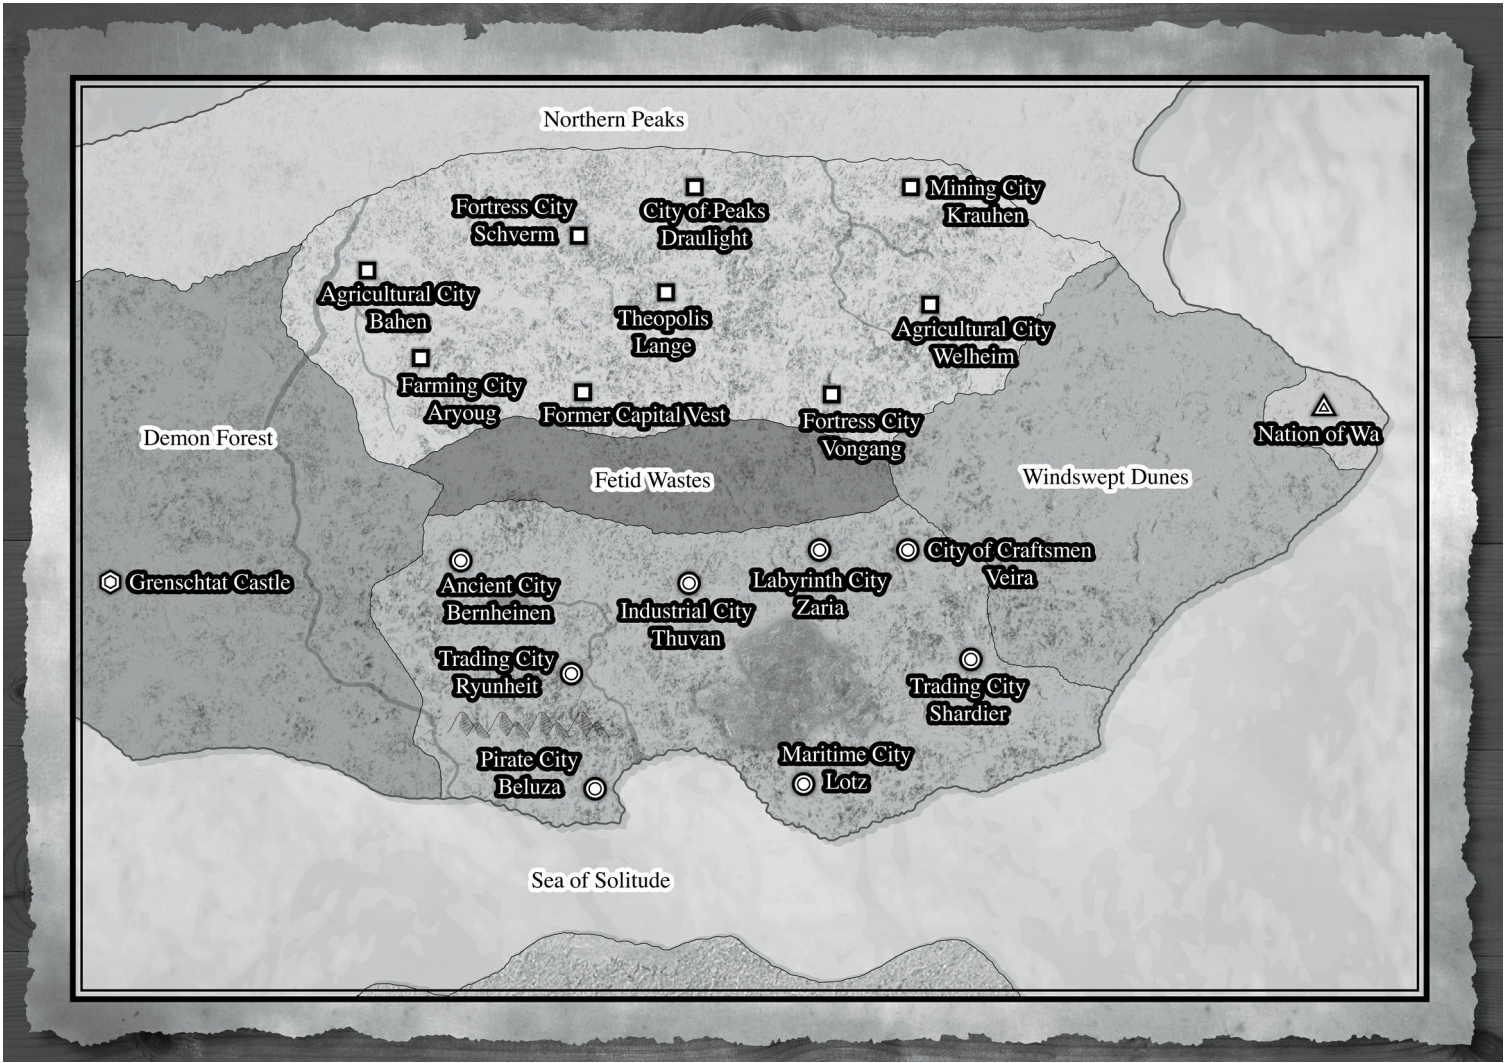 Northern Peaks
Fortress City
Schverm
City of Peaks
Draulight
Mining City
Krauhen
Agricultural City
Bahen
Theopolis
Lange
Agricultural City
Welheim
Farming City
Aryoug
Former Capital Vest
Fortress City
Vongang
Nation of Wa
Demon Forest
Fetid Wastes
Windswept Dunes
Grenschtat Castle
Ancient City
Bernheinen
Industrial City
Thuvan
Labyrinth City
Zaria
City of Craftsmen
Veira
Trading City
Ryunheit
Trading City
Shardier
Pirate City
Beluza
Maritime City
Lotz
Sea of Solitude